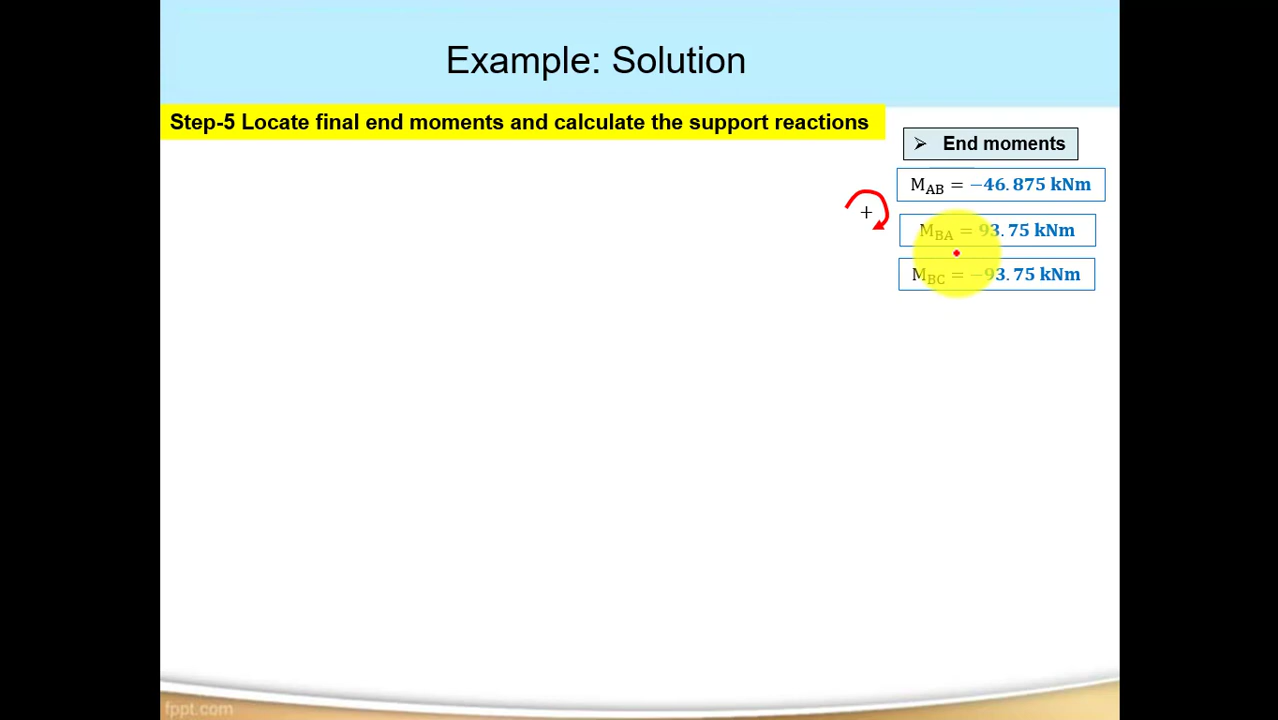 Example: Solution
Step-5 Locate final end moments and calculate the support reactions
➢ End moments
M_AB = −46.875 kNm
+
M_BA = 93.75 kNm
M_BC = −93.75 kNm
fppt.com